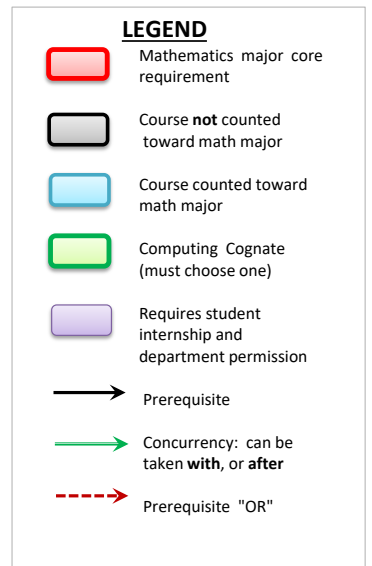 LEGEND
Mathematics major core
requirement
Course not counted
toward math major
Course counted toward
math major
Computing Cognate
(must choose one)
Requires student
internship and
department permission
Prerequisite
Concurrency: can be
taken with, or after
Prerequisite "OR"